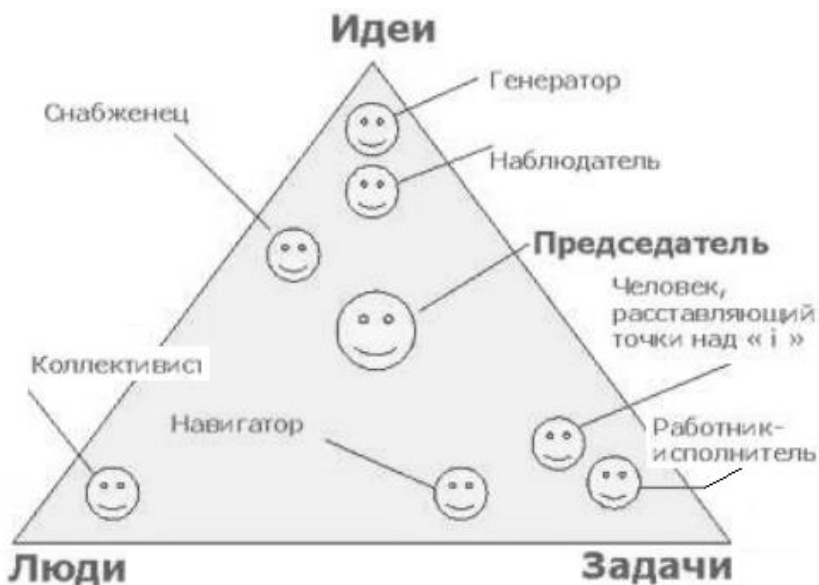 Идеи
Генератор
Снабженец
Наблюдатель
Председатель
Человек,
расставляющий
точки над « i »
Коллективист
Навигатор
Работник-
исполнитель
Люди
Задачи